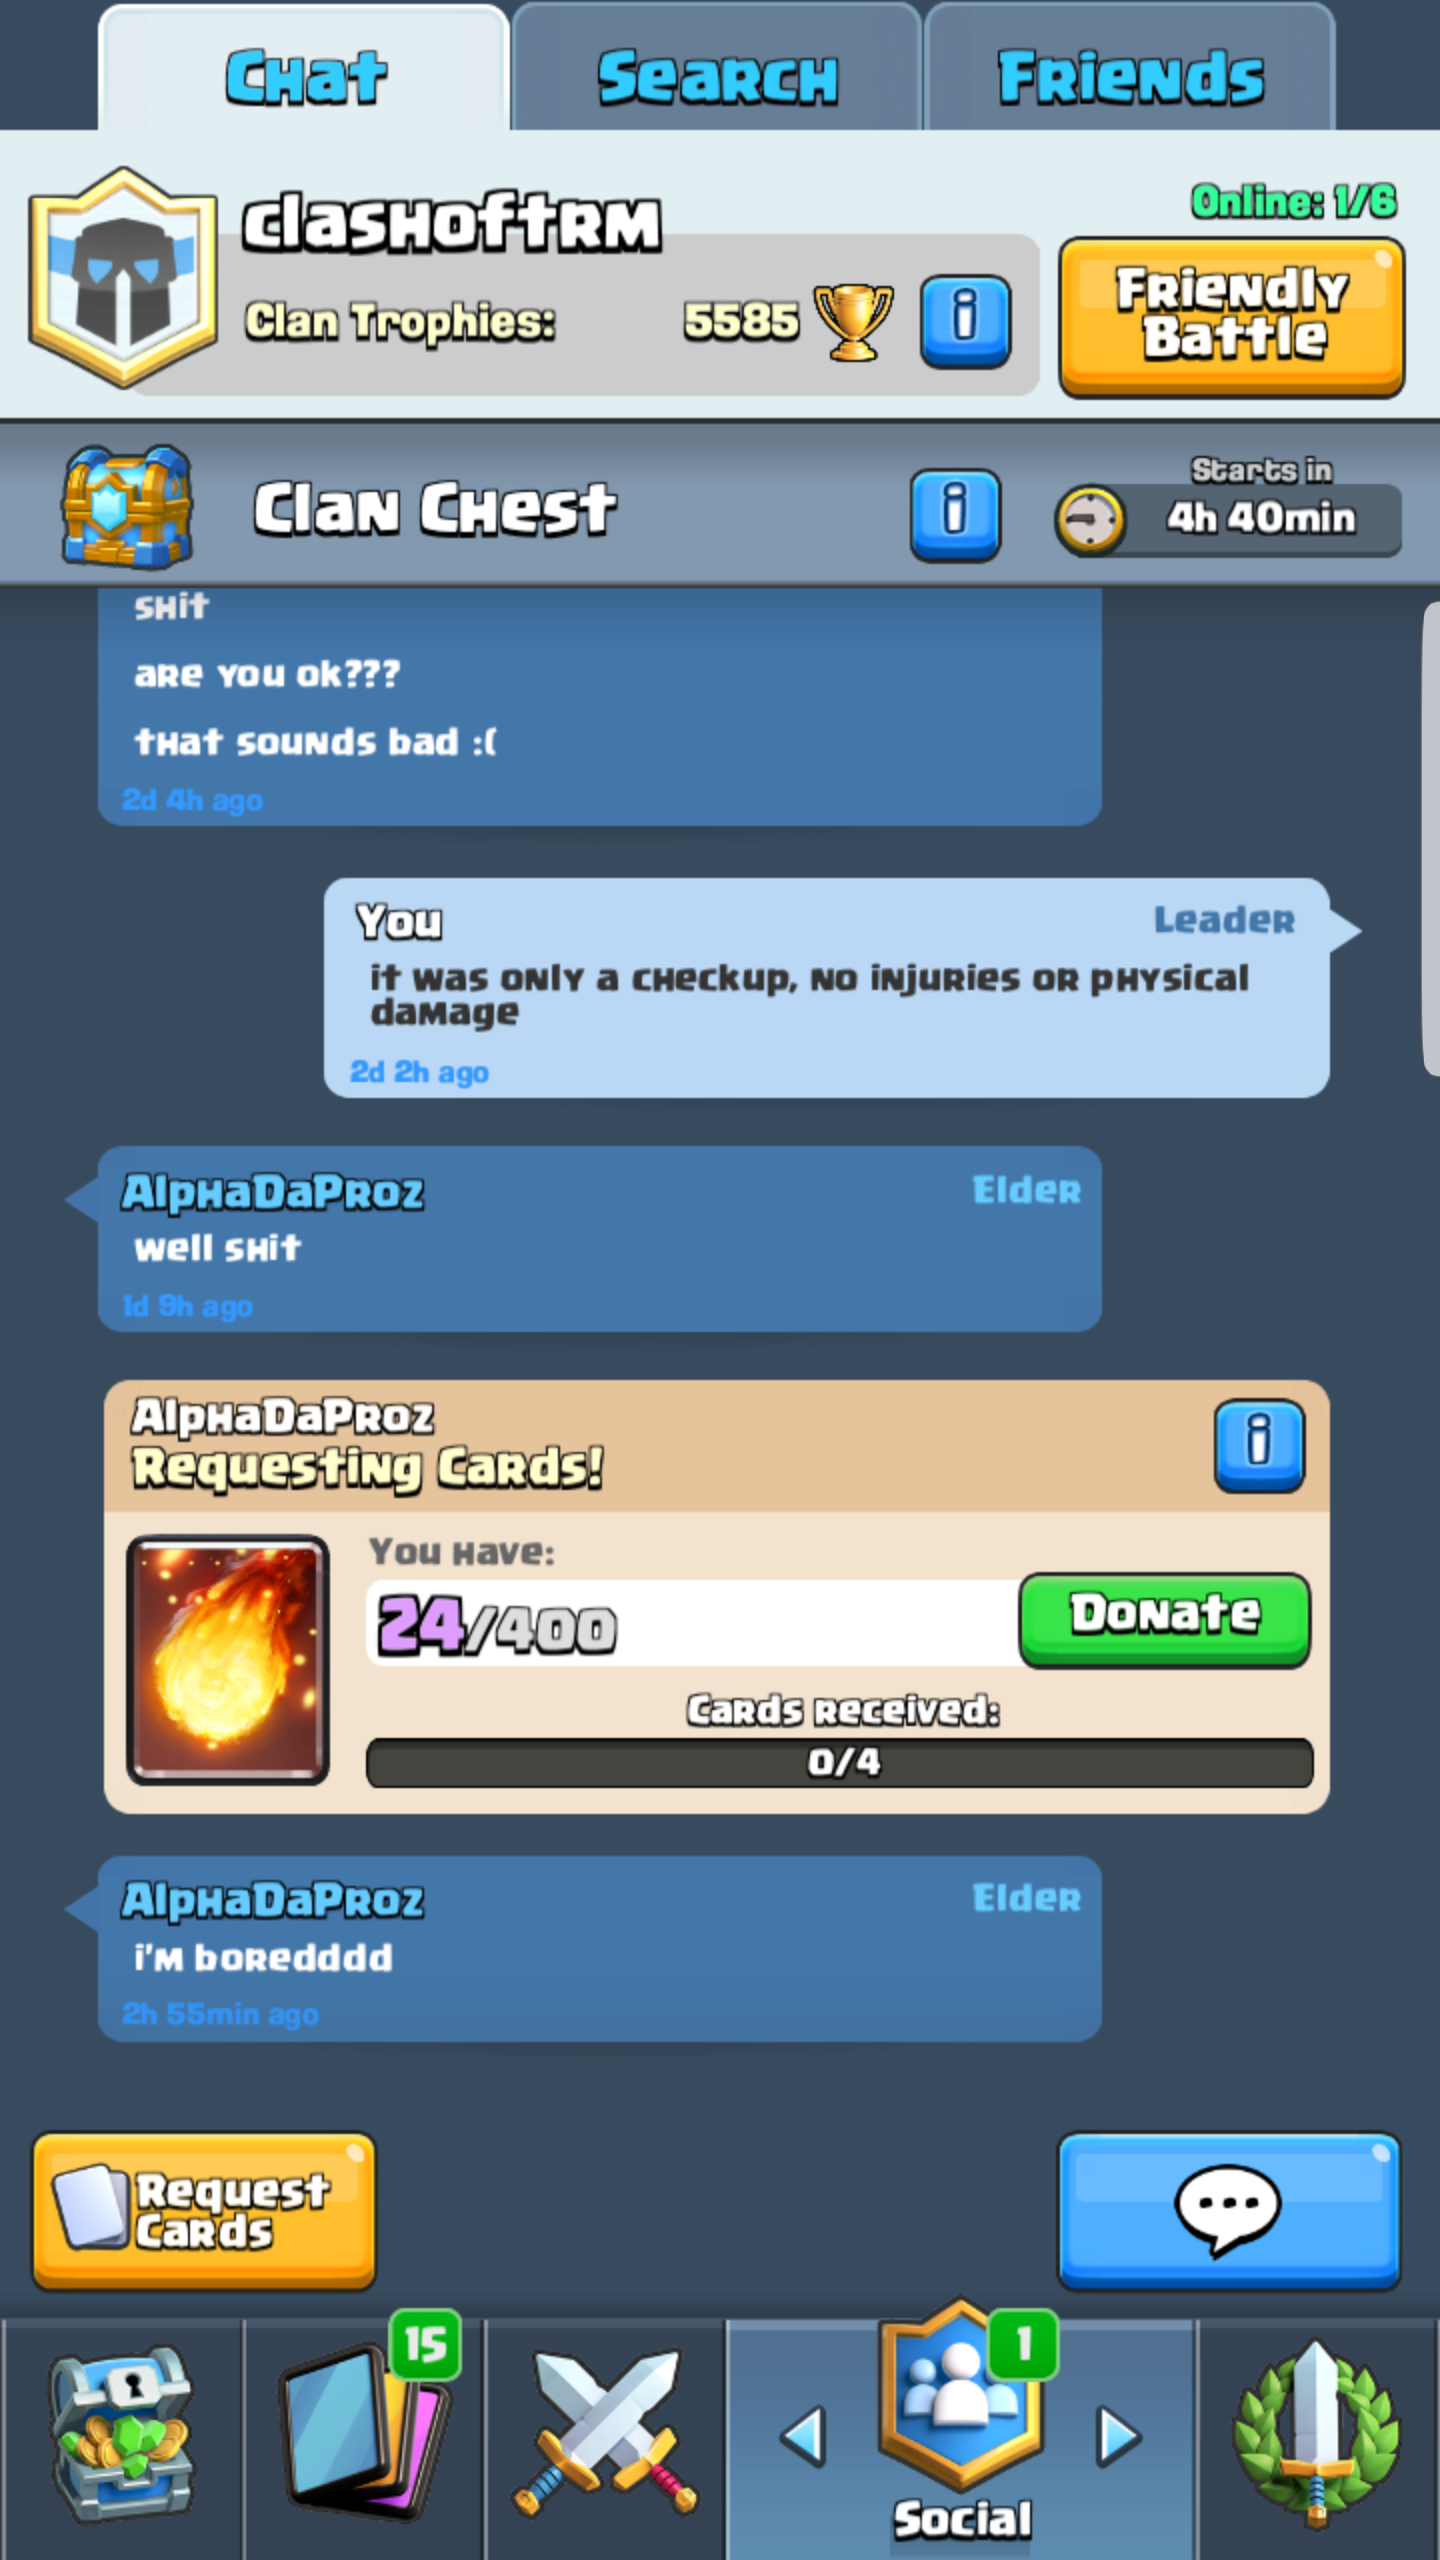 Chat
Search
Friends
clashoftrm
Online: 1/6
Clan Trophies: 5585
Friendly
Battle
Clan Chest
Starts in
4h 40min
shit
are you ok???
that sounds bad :(
2d 4h ago
You
Leader
it was only a checkup, no injuries or physical
damage
2d 2h ago
AlphaDaProz
Elder
well shit
1d 9h ago
AlphaDaProz
Requesting Cards!
You have:
24/400
Donate
Cards received:
0/4
AlphaDaProz
Elder
i'm boredddd
2h 55min ago
Request
Cards
15
1
Social